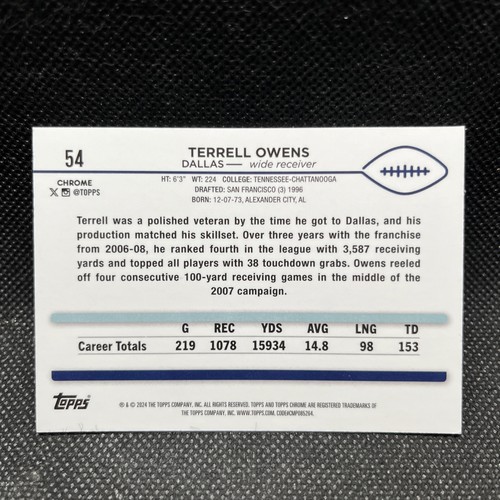 54
TERRELL OWENS
DALLAS — wide receiver
CHROME
@TOPPS
HT: 6'3" WT: 224 COLLEGE: TENNESSEE-CHATTANOOGA
DRAFTED: SAN FRANCISCO (3) 1996
BORN: 12-07-73, ALEXANDER CITY, AL
Terrell was a polished veteran by the time he got to Dallas, and his
production matched his skillset. Over three years with the franchise
from 2006-08, he ranked fourth in the league with 3,587 receiving
yards and topped all players with 38 touchdown grabs. Owens reeled
off four consecutive 100-yard receiving games in the middle of the
2007 campaign.
G REC YDS AVG LNG TD
Career Totals 219 1078 15934 14.8 98 153
Topps
® & © 2024 THE TOPPS COMPANY, INC. ALL RIGHTS RESERVED. TOPPS AND TOPPS CHROME ARE REGISTERED TRADEMARKS OF
THE TOPPS COMPANY, INC. WWW.TOPPS.COM. CODE#CMP085284.